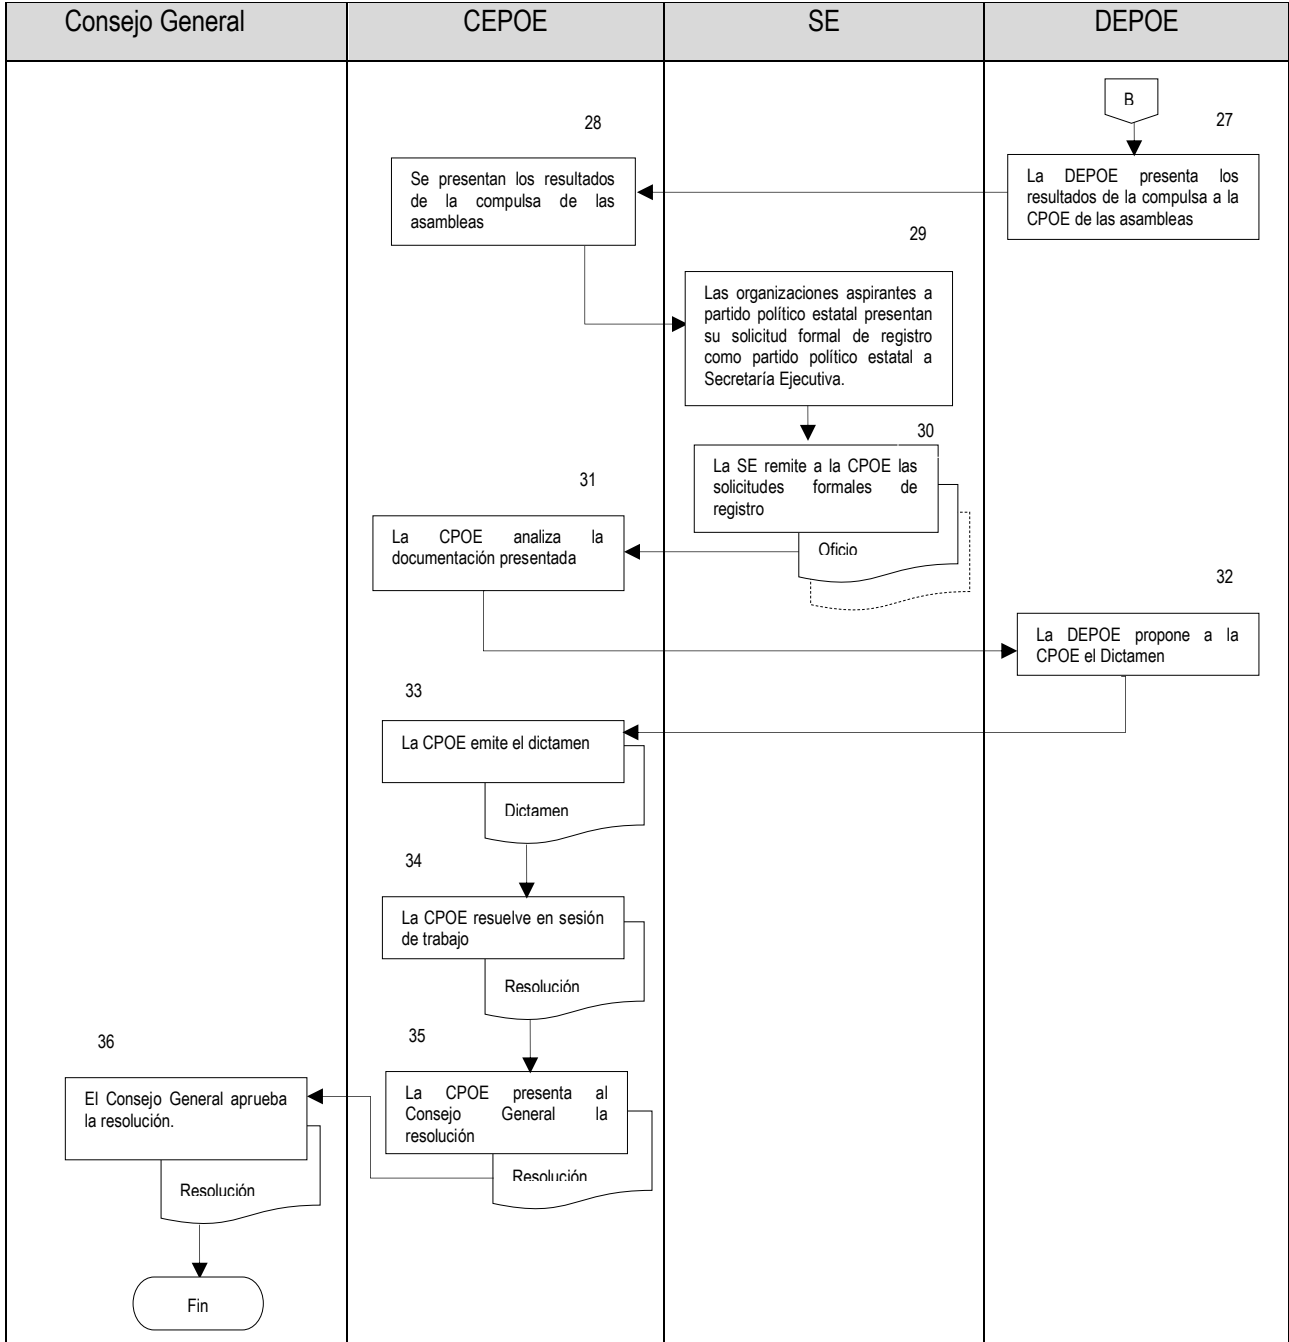 Consejo General
CEPOE
SE
DEPOE
B
27
La DEPOE presenta los
resultados de la compulsa a la
CPOE de las asambleas
28
Se presentan los resultados
de la compulsa de las
asambleas
29
Las organizaciones aspirantes a
partido político estatal presentan
su solicitud formal de registro
como partido político estatal a
Secretaría Ejecutiva.
30
La SE remite a la CPOE las
solicitudes formales de
registro
Oficio
31
La CPOE analiza la
documentación presentada
32
La DEPOE propone a la
CPOE el Dictamen
33
La CPOE emite el dictamen
Dictamen
34
La CPOE resuelve en sesión
de trabajo
Resolución
35
La CPOE presenta al
Consejo General la
resolución
Resolución
36
El Consejo General aprueba
la resolución.
Resolución
Fin